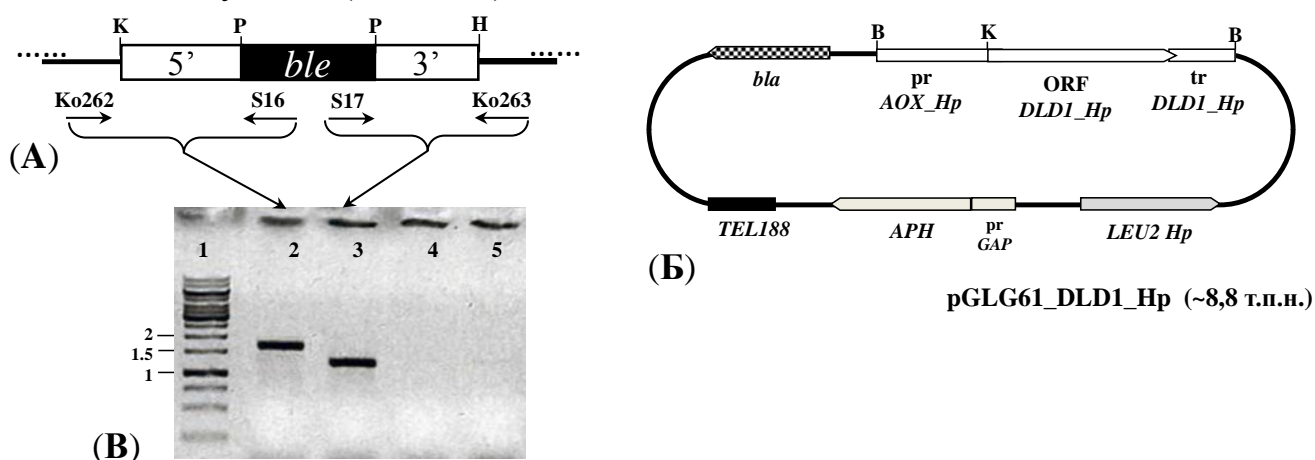 (А)
K P P H
...... 5' ble 3' ......
Ko262 S16 S17 Ko263
1 2 3 4 5
2
1.5
1
(В)
B K B
bla pr ORF tr
AOX_Hp DLD1_Hp DLD1_Hp
TEL188 APH pr LEU2 Hp
GAP
(Б)
pGLG61_DLD1_Hp (~8,8 т.п.н.)